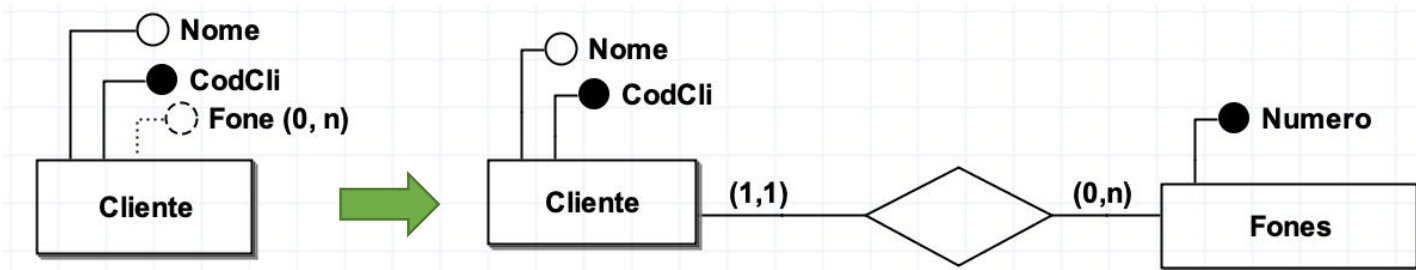 Nome
CodCli
Fone (0, n)
Cliente
Nome
CodCli
Cliente
(1,1)
(0,n)
Numero
Fones